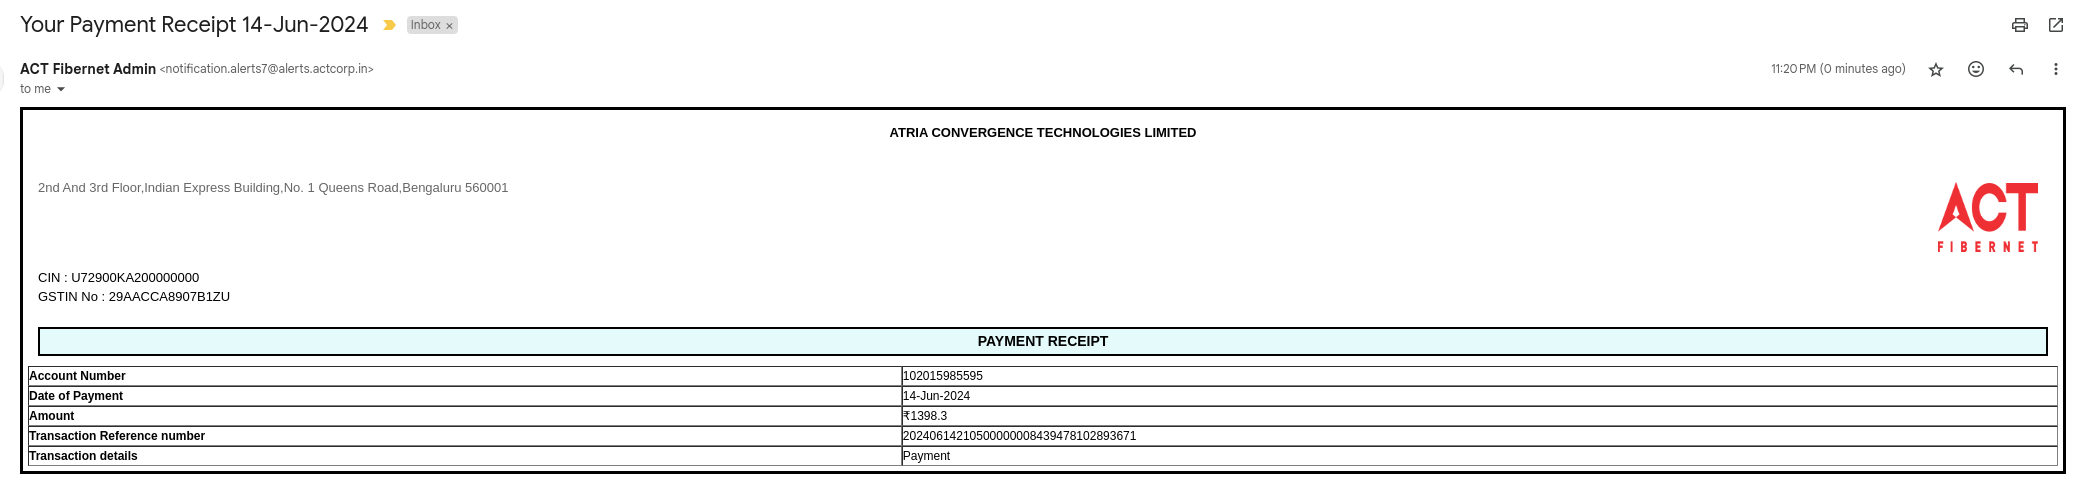 Your Payment Receipt 14-Jun-2024 Inbox ×
ACT Fibernet Admin <notification.alerts7@alerts.actcorp.in> 11:20 PM (0 minutes ago)
to me
ATRIA CONVERGENCE TECHNOLOGIES LIMITED
2nd And 3rd Floor,Indian Express Building,No. 1 Queens Road,Bengaluru 560001
ACT
FIBERNET
CIN : U72900KA200000000
GSTIN No : 29AACCA8907B1ZU
PAYMENT RECEIPT
Account Number 102015985595
Date of Payment 14-Jun-2024
Amount ₹1398.3
Transaction Reference number 20240614210500000008439478102893671
Transaction details Payment